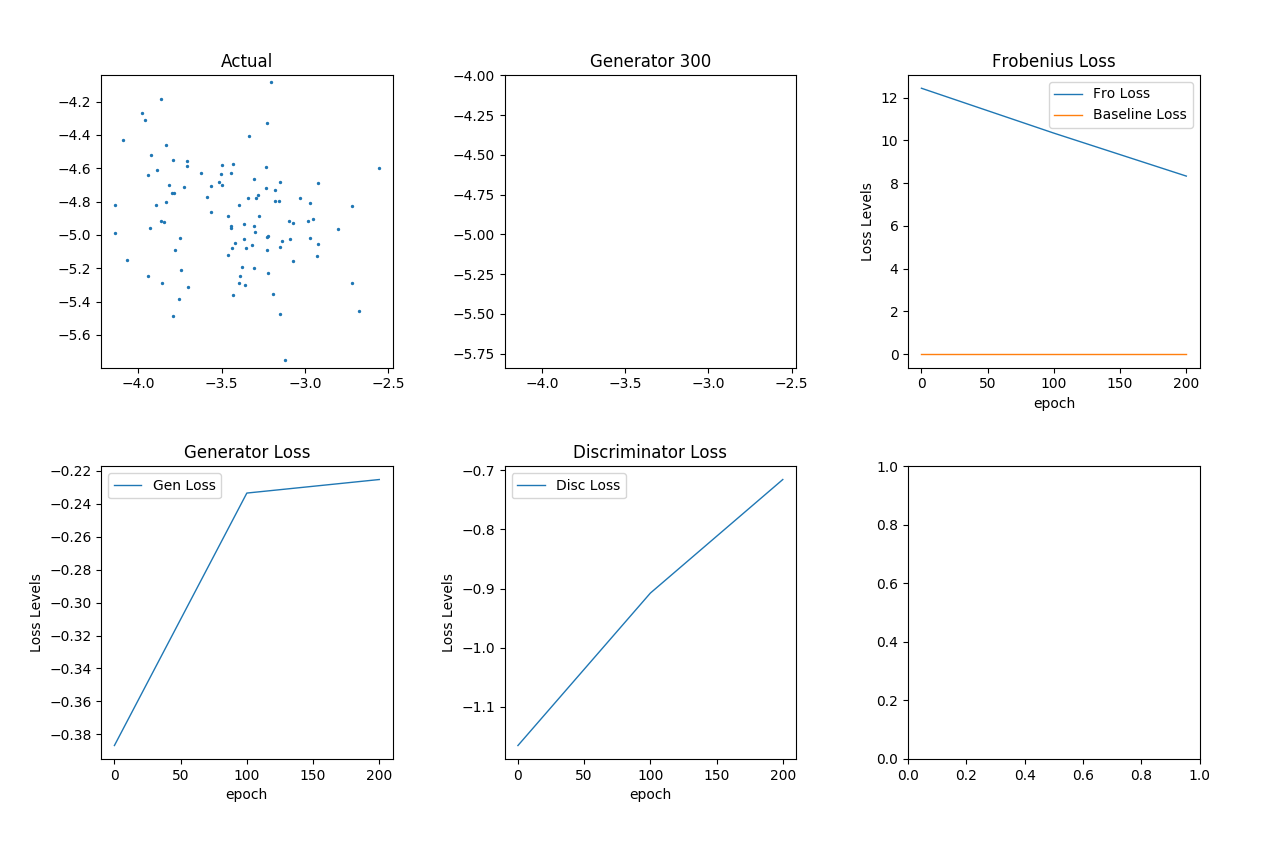 Actual
−4.2
−4.4
−4.6
−4.8
−5.0
−5.2
−5.4
−5.6
−4.0 −3.5 −3.0 −2.5
Generator 300
−4.00
−4.25
−4.50
−4.75
−5.00
−5.25
−5.50
−5.75
−4.0 −3.5 −3.0 −2.5
Frobenius Loss
Fro Loss
Baseline Loss
Loss Levels
12
10
8
6
4
2
0
0 50 100 150 200
epoch
Generator Loss
Gen Loss
Loss Levels
−0.22
−0.24
−0.26
−0.28
−0.30
−0.32
−0.34
−0.36
−0.38
0 50 100 150 200
epoch
Discriminator Loss
Disc Loss
Loss Levels
−0.7
−0.8
−0.9
−1.0
−1.1
0 50 100 150 200
epoch
1.0
0.8
0.6
0.4
0.2
0.0
0.0 0.2 0.4 0.6 0.8 1.0